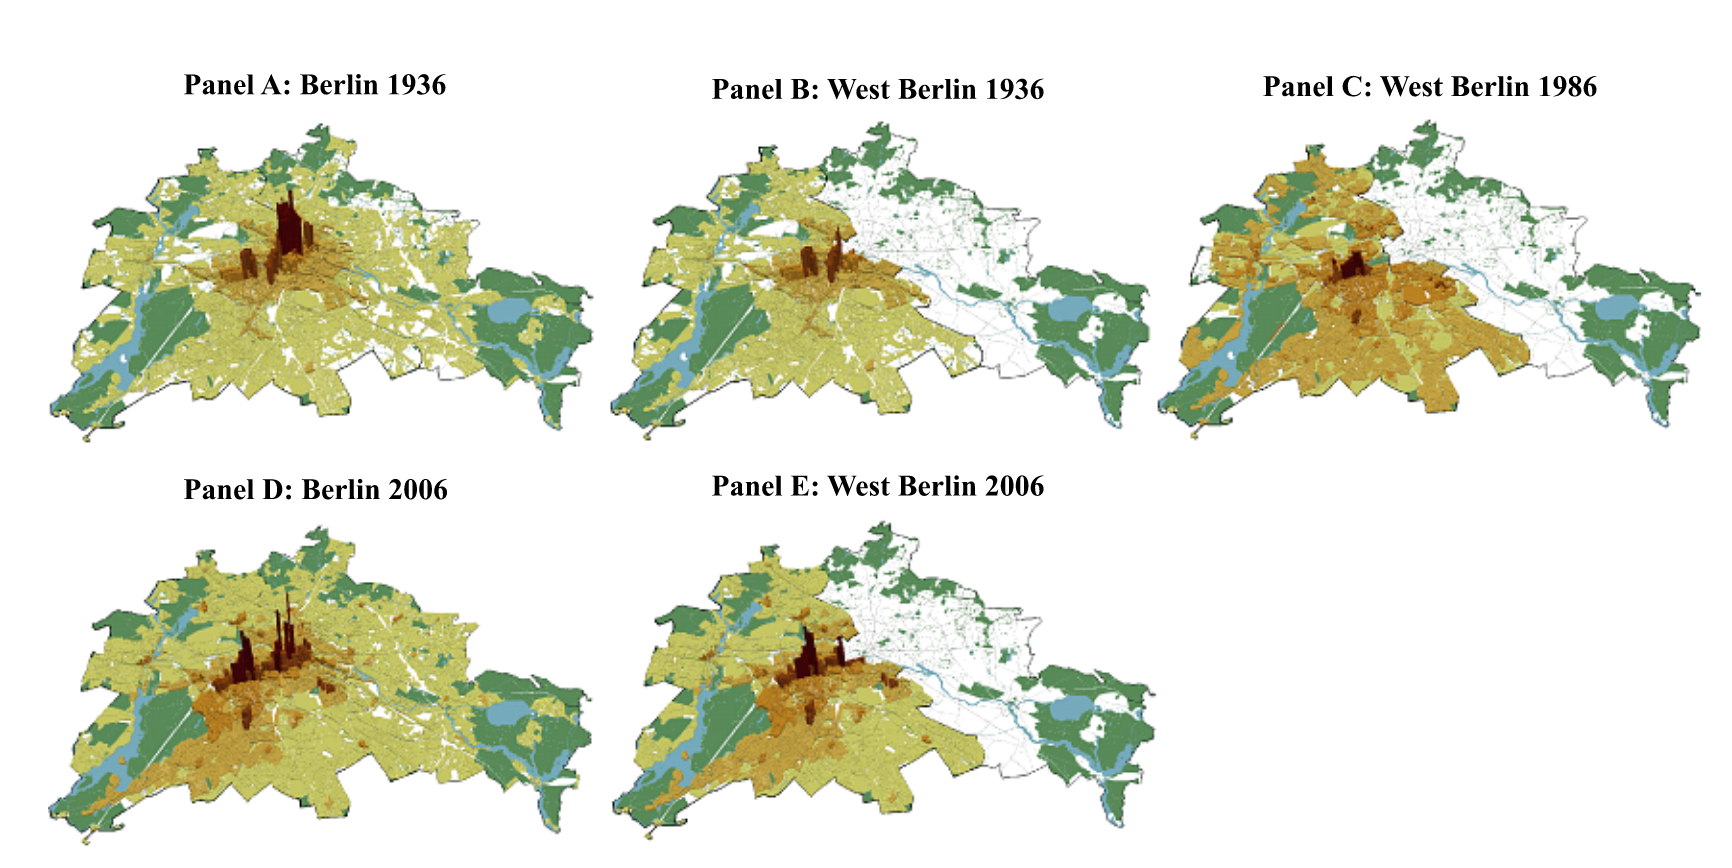 Panel A: Berlin 1936
Panel B: West Berlin 1936
Panel C: West Berlin 1986
Panel D: Berlin 2006
Panel E: West Berlin 2006